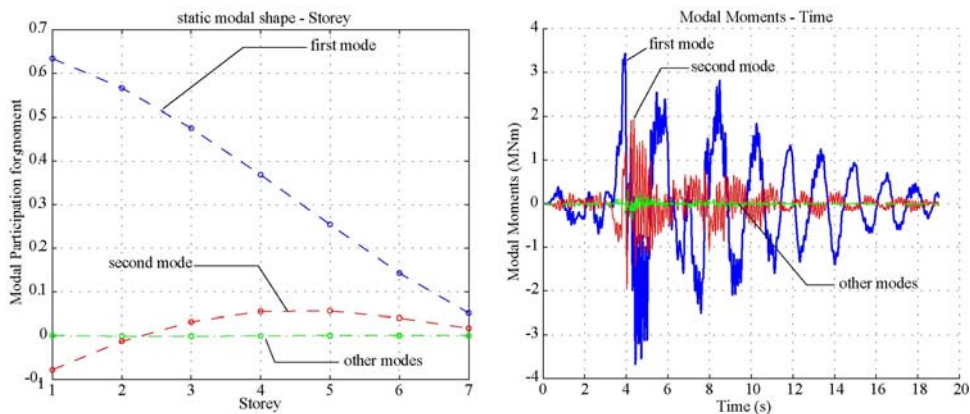 static modal shape - Storey
0.7
0.6
0.5
0.4
0.3
0.2
0.1
0
-0.1
1 2 3 4 5 6 7
Modal Participation for moment
Storey
first mode
second mode
other modes
Modal Moments - Time
4
3
2
1
0
-1
-2
-3
-4
0 2 4 6 8 10 12 14 16 18 20
Modal Moments (MNm)
Time (s)
first mode
second mode
other modes